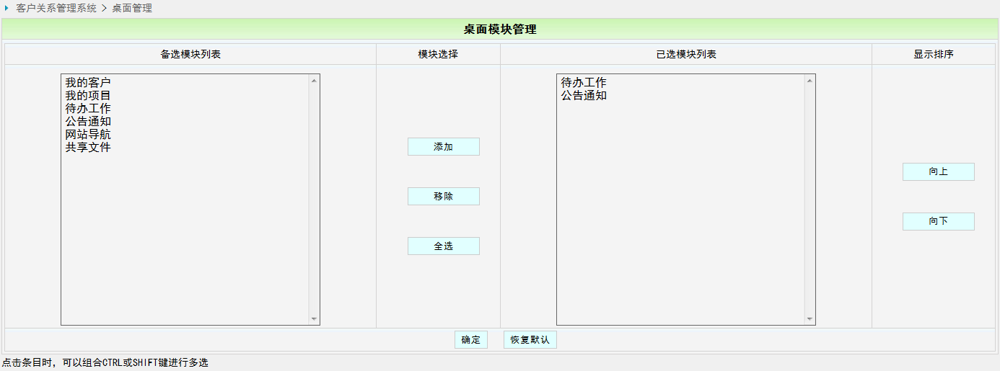 客户关系管理系统 > 桌面管理
桌面模块管理
备选模块列表 模块选择 已选模块列表 显示排序
我的客户
我的项目
待办工作
公告通知
网站导航
共享文件
添加
移除
全选
待办工作
公告通知
向上
向下
确定 恢复默认
点击条目时，可以组合CTRL或SHIFT键进行多选